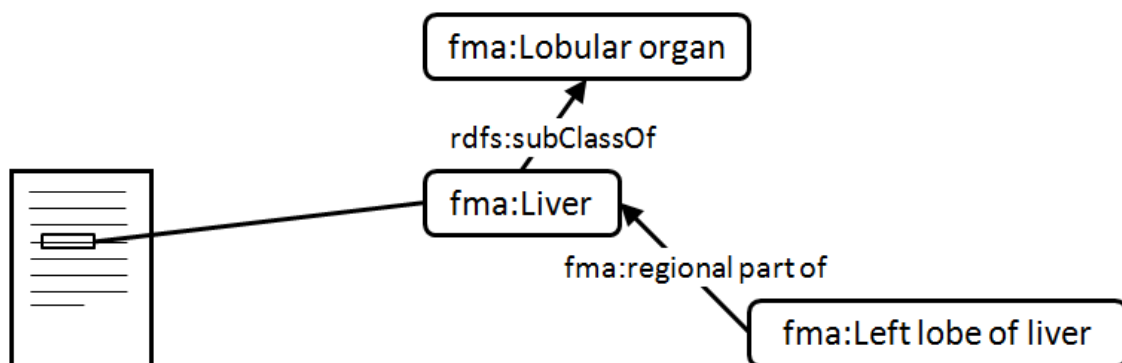 fma:Lobular organ
rdfs:subClassOf
fma:Liver
fma:regional part of
fma:Left lobe of liver